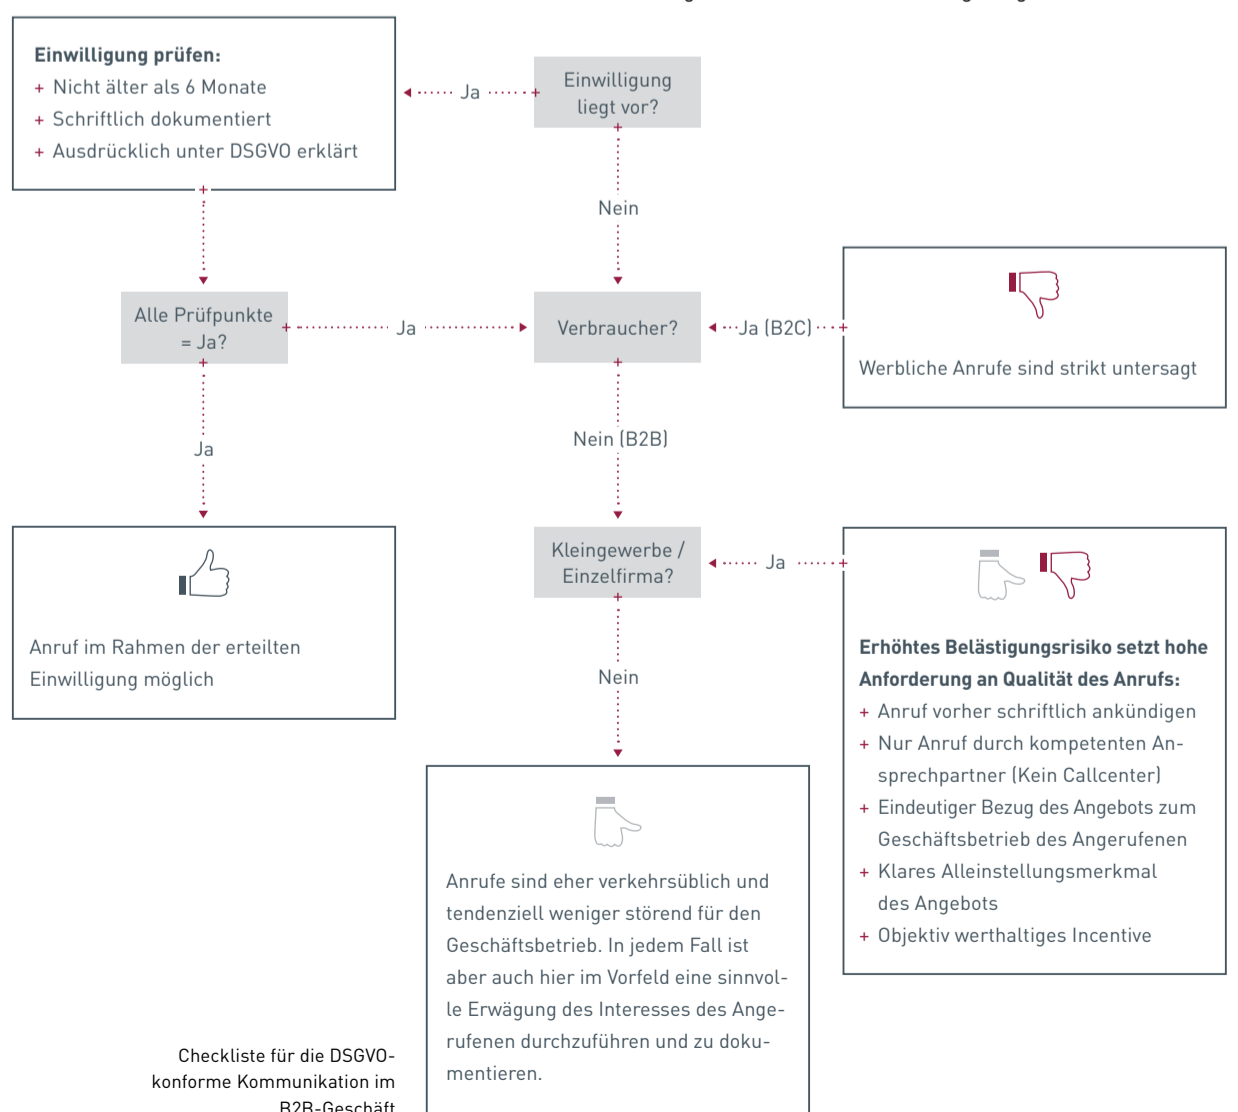 Einwilligung prüfen:
+ Nicht älter als 6 Monate
+ Schriftlich dokumentiert
+ Ausdrücklich unter DSGVO erklärt
Ja
Einwilligung
liegt vor?
Nein
Alle Prüfpunkte
= Ja?
Ja
Verbraucher?
Ja (B2C)
Werbliche Anrufe sind strikt untersagt
Ja
Nein (B2B)
Anruf im Rahmen der erteilten
Einwilligung möglich
Kleingewerbe /
Einzelfirma?
Ja
Erhöhtes Belästigungsrisiko setzt hohe
Anforderung an Qualität des Anrufs:
+ Anruf vorher schriftlich ankündigen
+ Nur Anruf durch kompetenten An-
sprechpartner (Kein Callcenter)
+ Eindeutiger Bezug des Angebots zum
Geschäftsbetrieb des Angerufenen
+ Klares Alleinstellungsmerkmal
des Angebots
+ Objektiv werthaltiges Incentive
Nein
Anrufe sind eher verkehrsüblich und
tendenziell weniger störend für den
Geschäftsbetrieb. In jedem Fall ist
aber auch hier im Vorfeld eine sinnvol-
le Erwägung des Interesses des Ange-
rufenen durchzuführen und zu doku-
mentieren.
Checkliste für die DSGVO-
konforme Kommunikation im
B2B-Geschäft